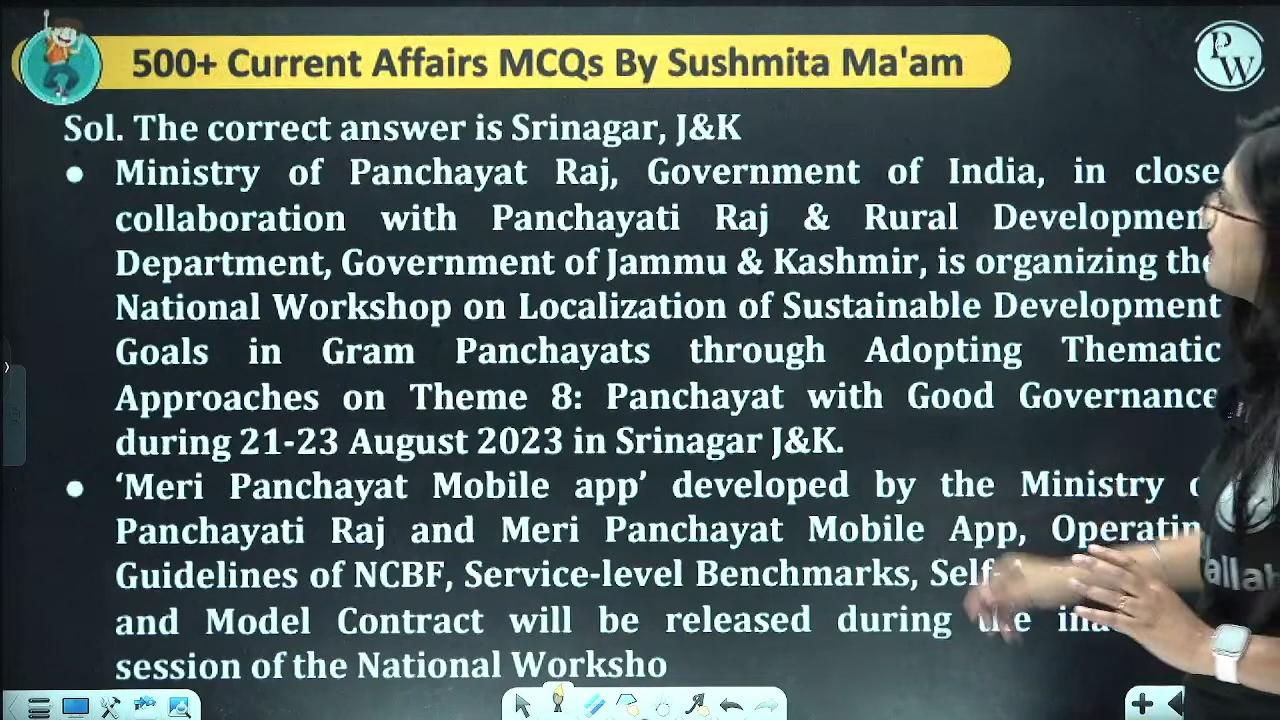 500+ Current Affairs MCQs By Sushmita Ma'am
PW
Sol. The correct answer is Srinagar, J&K
● Ministry of Panchayat Raj, Government of India, in close
collaboration with Panchayati Raj & Rural Developmen
Department, Government of Jammu & Kashmir, is organizing the
National Workshop on Localization of Sustainable Development
Goals in Gram Panchayats through Adopting Thematic
Approaches on Theme 8: Panchayat with Good Governance
during 21-23 August 2023 in Srinagar J&K.
● ‘Meri Panchayat Mobile app’ developed by the Ministry
Panchayati Raj and Meri Panchayat Mobile App, Operatin
Guidelines of NCBF, Service-level Benchmarks, Self-
and Model Contract will be released during the
session of the National Worksho
allah